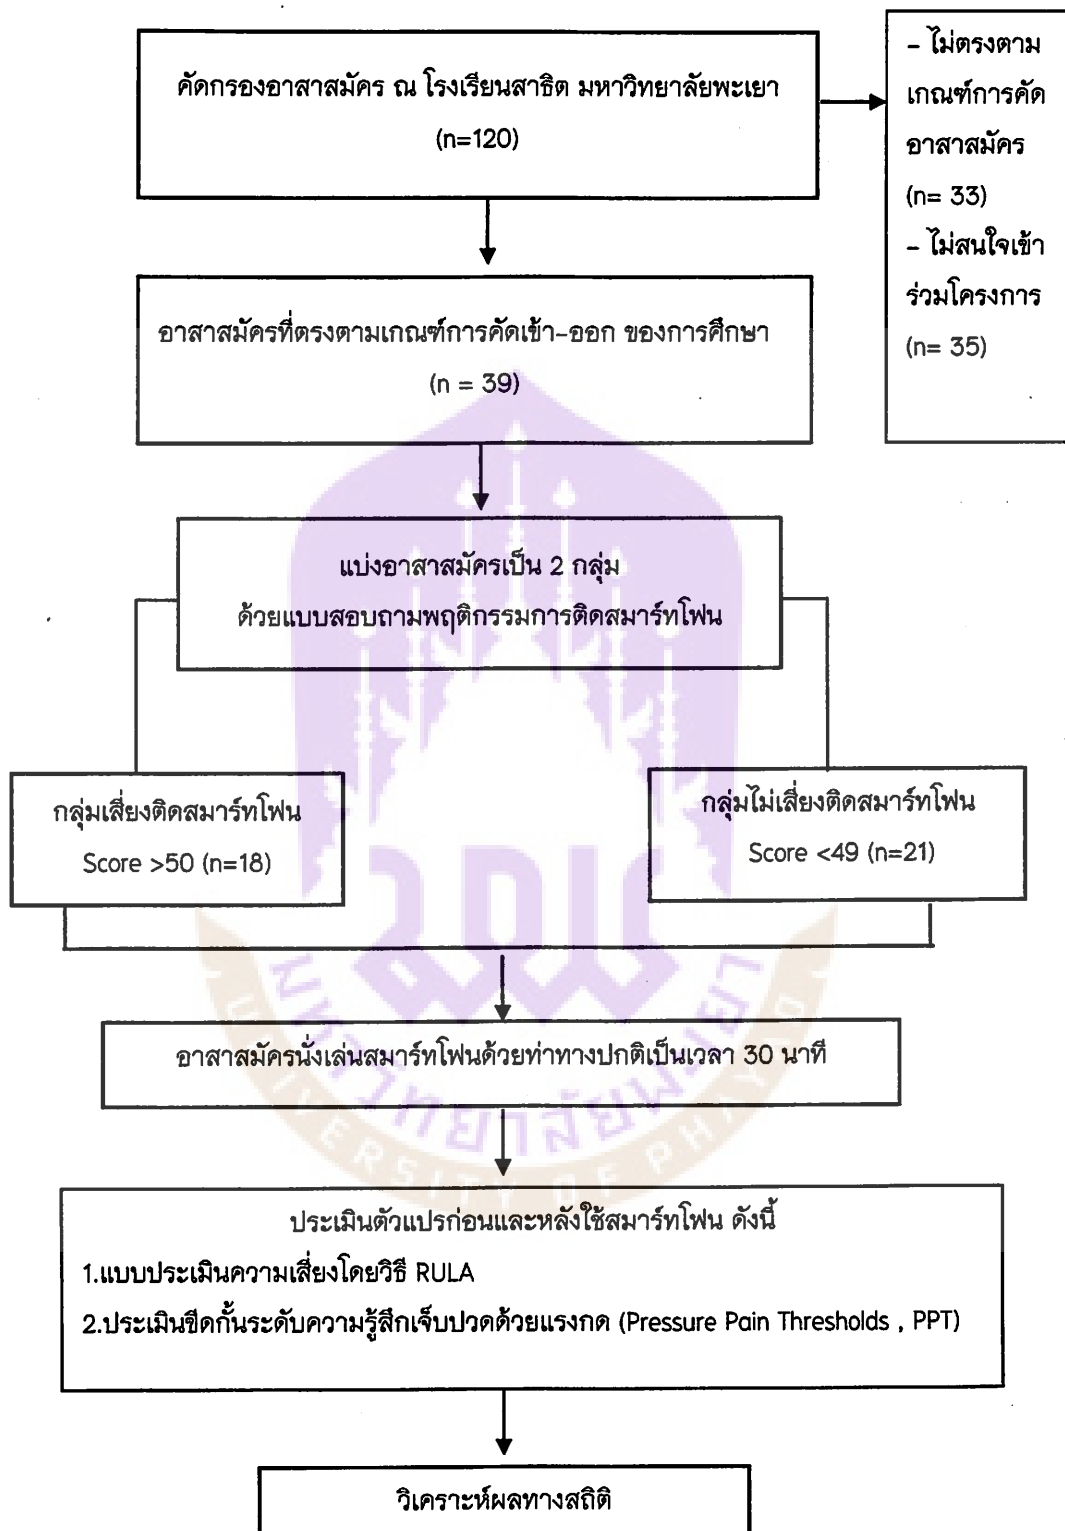 คัดกรองอาสาสมัคร ณ โรงเรียนสาธิต มหาวิทยาลัยพะเยา
(n=120)
- ไม่ตรงตาม
เกณฑ์การคัด
อาสาสมัคร
(n= 33)
- ไม่สนใจเข้า
ร่วมโครงการ
(n= 35)
อาสาสมัครที่ตรงตามเกณฑ์การคัดเข้า-ออก ของการศึกษา
(n = 39)
แบ่งอาสาสมัครเป็น 2 กลุ่ม
ด้วยแบบสอบถามพฤติกรรมการติดสมาร์ทโฟน
กลุ่มเสี่ยงติดสมาร์ทโฟน
Score >50 (n=18)
กลุ่มไม่เสี่ยงติดสมาร์ทโฟน
Score <49 (n=21)
อาสาสมัครนั่งเล่นสมาร์ทโฟนด้วยท่าทางปกติเป็นเวลา 30 นาที
มหาวิทยาลัยพะเยา
UNIVERSITY OF PHAYAO
ประเมินตัวแปรก่อนและหลังใช้สมาร์ทโฟน ดังนี้
1.แบบประเมินความเสี่ยงโดยวิธี RULA
2.ประเมินขีดกั้นระดับความรู้สึกเจ็บปวดด้วยแรงกด (Pressure Pain Thresholds , PPT)
วิเคราะห์ผลทางสถิติ